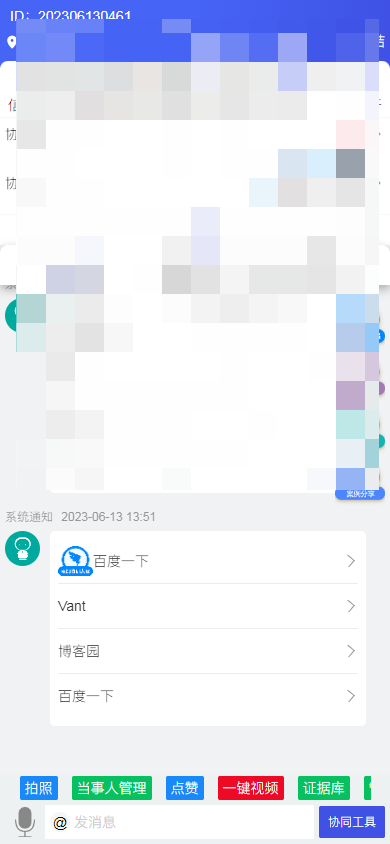 ID：202306130461
结
信
协
协
案例分享
系统通知 2023-06-13 13:51
百度一下
Vant
博客园
百度一下
拍照 当事人管理 点赞 一键视频 证据库
@ 发消息 协同工具